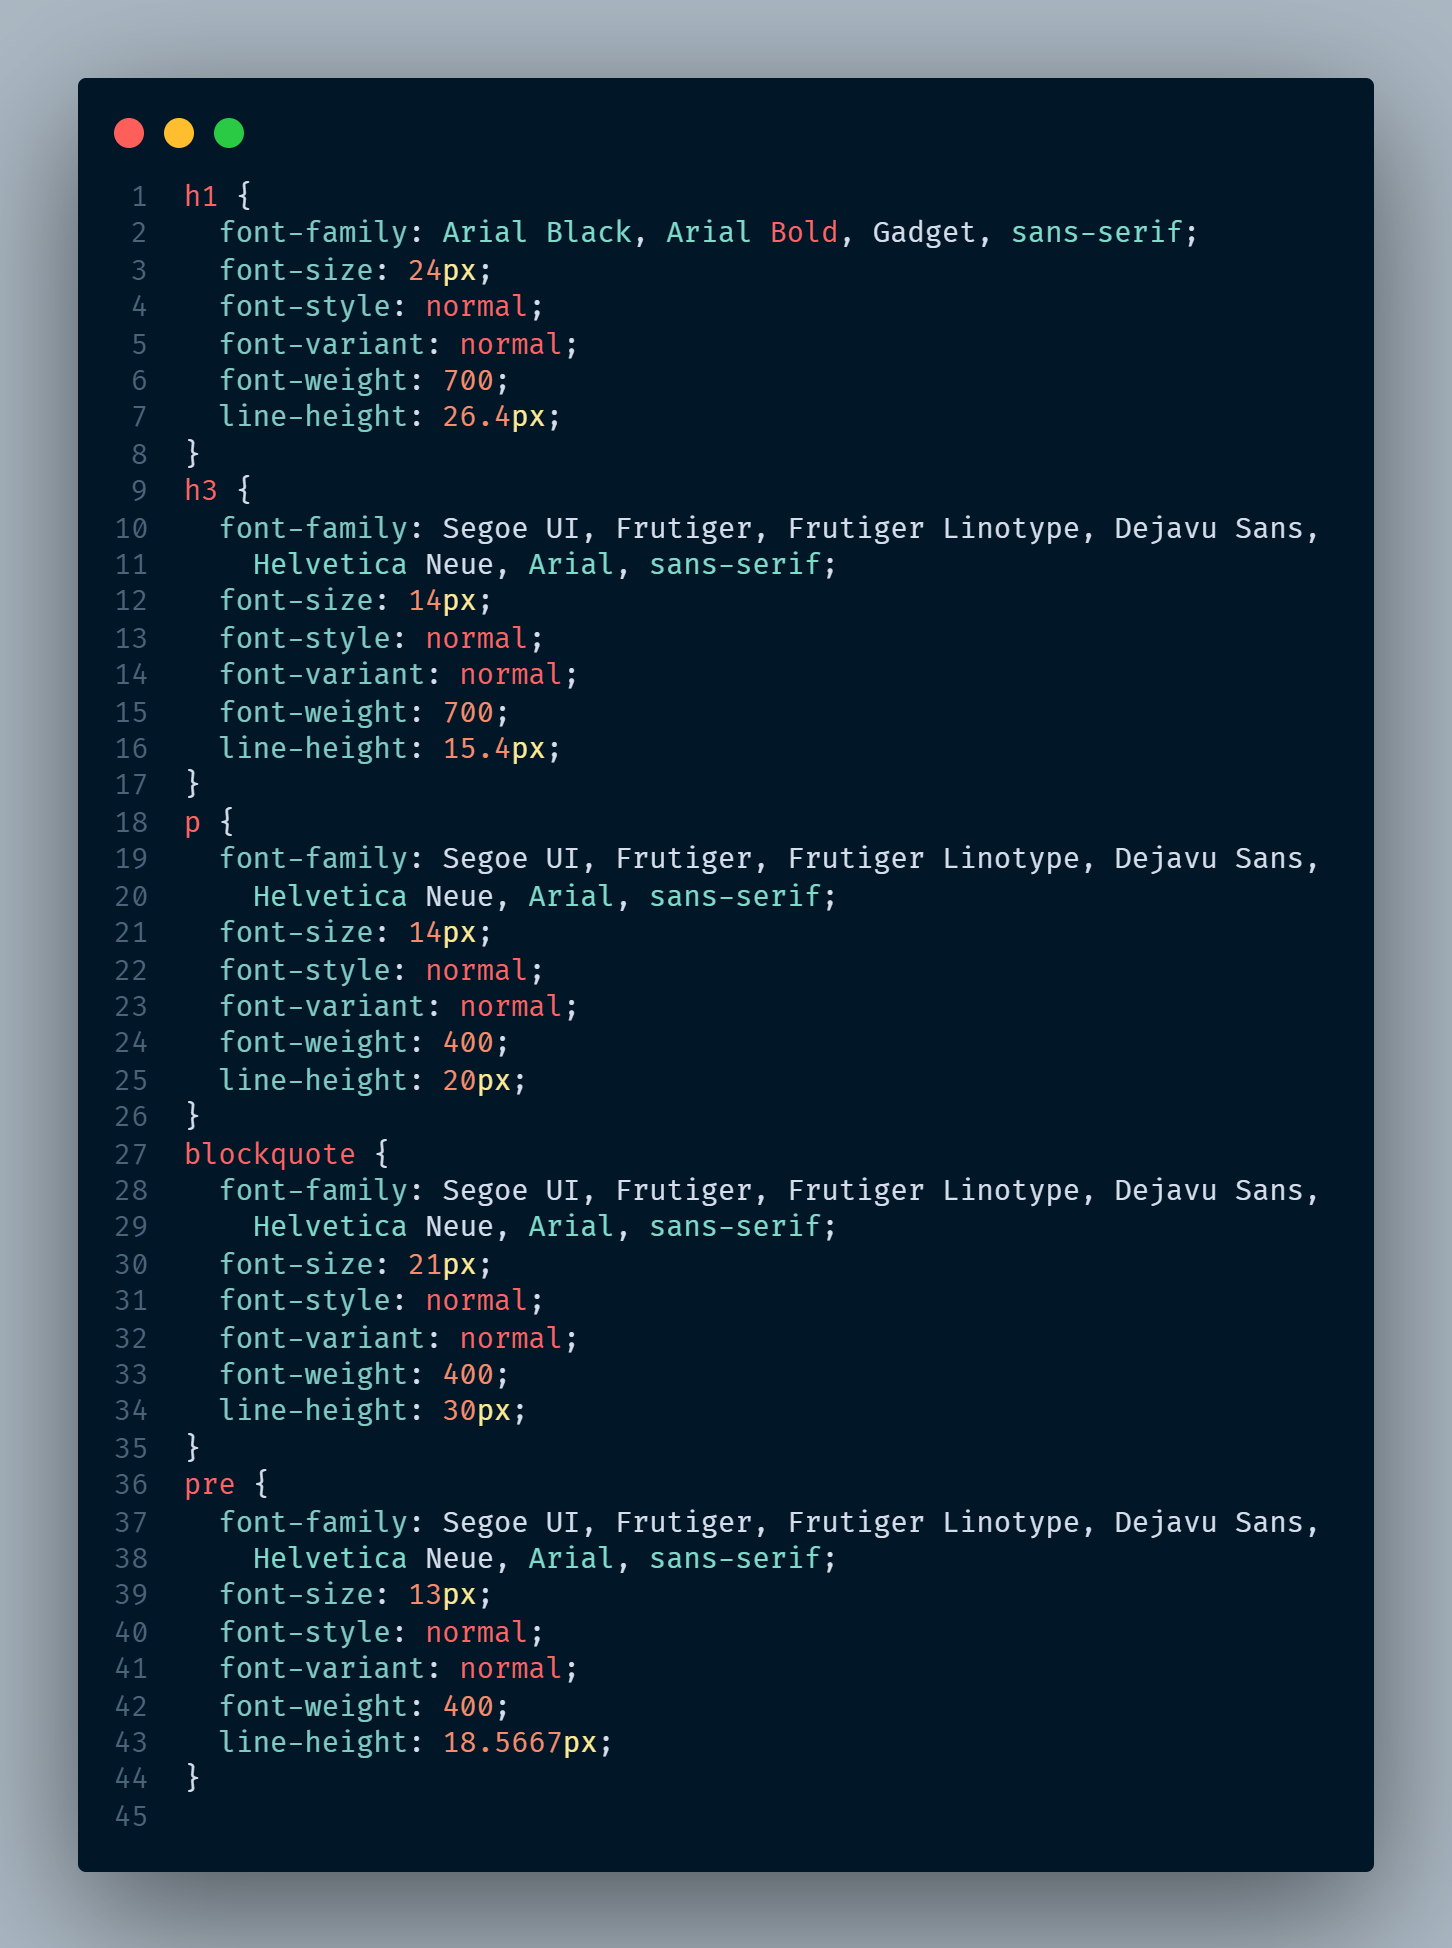 1 h1 {
2 font-family: Arial Black, Arial Bold, Gadget, sans-serif;
3 font-size: 24px;
4 font-style: normal;
5 font-variant: normal;
6 font-weight: 700;
7 line-height: 26.4px;
8 }
9 h3 {
10 font-family: Segoe UI, Frutiger, Frutiger Linotype, Dejavu Sans,
11 Helvetica Neue, Arial, sans-serif;
12 font-size: 14px;
13 font-style: normal;
14 font-variant: normal;
15 font-weight: 700;
16 line-height: 15.4px;
17 }
18 p {
19 font-family: Segoe UI, Frutiger, Frutiger Linotype, Dejavu Sans,
20 Helvetica Neue, Arial, sans-serif;
21 font-size: 14px;
22 font-style: normal;
23 font-variant: normal;
24 font-weight: 400;
25 line-height: 20px;
26 }
27 blockquote {
28 font-family: Segoe UI, Frutiger, Frutiger Linotype, Dejavu Sans,
29 Helvetica Neue, Arial, sans-serif;
30 font-size: 21px;
31 font-style: normal;
32 font-variant: normal;
33 font-weight: 400;
34 line-height: 30px;
35 }
36 pre {
37 font-family: Segoe UI, Frutiger, Frutiger Linotype, Dejavu Sans,
38 Helvetica Neue, Arial, sans-serif;
39 font-size: 13px;
40 font-style: normal;
41 font-variant: normal;
42 font-weight: 400;
43 line-height: 18.5667px;
44 }
45